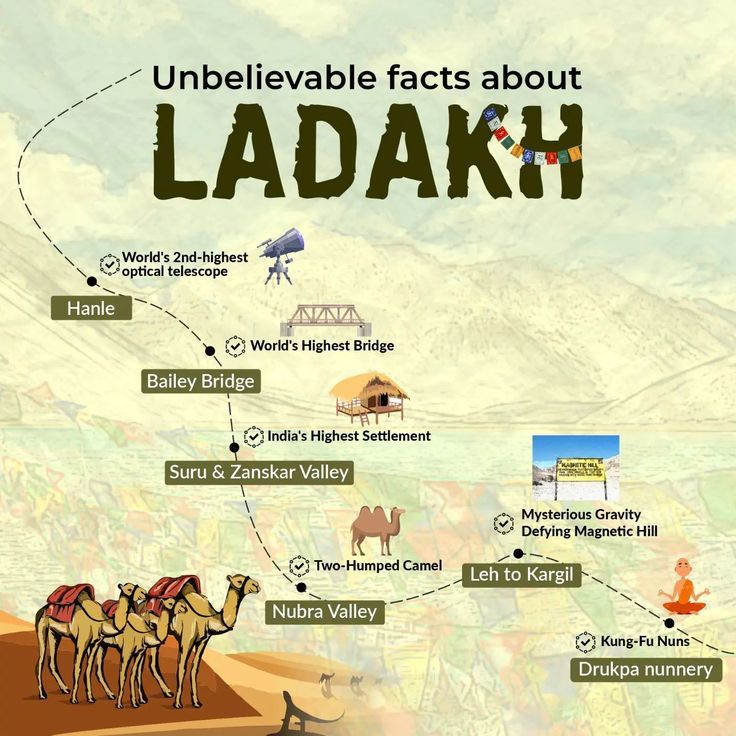 Unbelievable facts about
LADAKH
World's 2nd-highest
optical telescope
Hanle
World's Highest Bridge
Bailey Bridge
India's Highest Settlement
Suru & Zanskar Valley
Two-Humped Camel
Nubra Valley
MAGNETIC HILL
Mysterious Gravity
Defying Magnetic Hill
Leh to Kargil
Kung-Fu Nuns
Drukpa nunnery